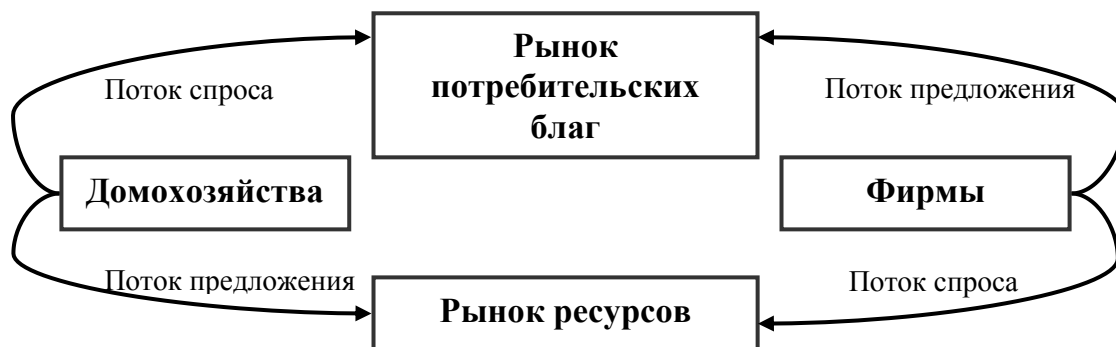 Рынок
потребительских
благ
Поток спроса
Поток предложения
Домохозяйства
Фирмы
Поток предложения
Поток спроса
Рынок ресурсов